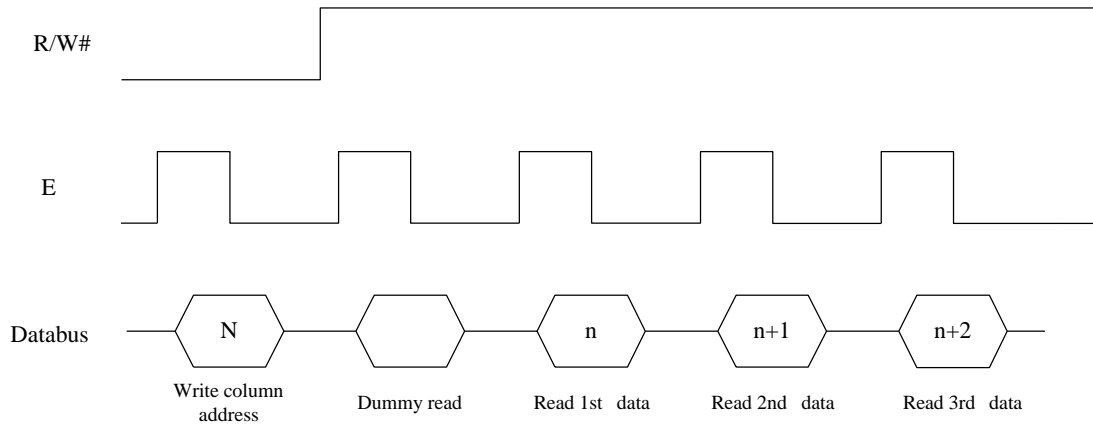 R/W#
E
Databus
N
n
n+1
n+2
Write column
address
Dummy read
Read 1st data
Read 2nd data
Read 3rd data